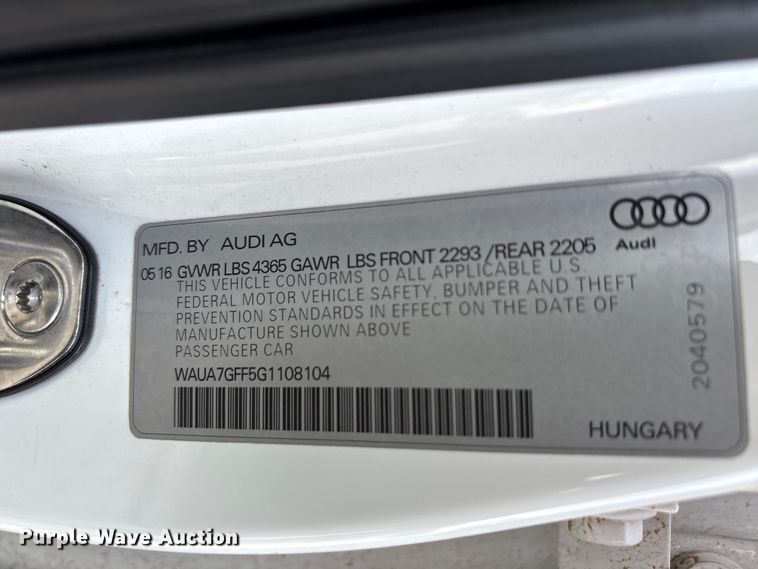 MFD. BY AUDI AG
Audi
05 16 GVWR LBS 4365 GAWR LBS FRONT 2293 /REAR 2205
THIS VEHICLE CONFORMS TO ALL APPLICABLE U.S.
FEDERAL MOTOR VEHICLE SAFETY, BUMPER AND THEFT
PREVENTION STANDARDS IN EFFECT ON THE DATE OF
MANUFACTURE SHOWN ABOVE
PASSENGER CAR
WAUA7GFF5G1108104
HUNGARY
2040579
Purple Wave Auction